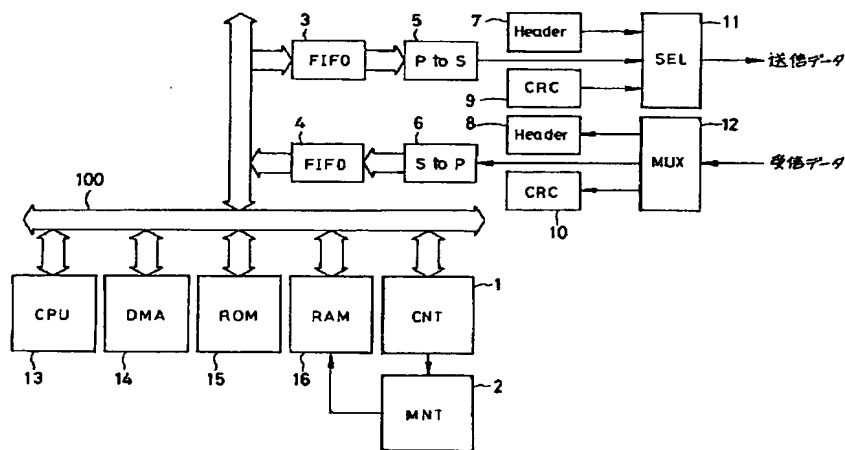 3 5 7 Header 11
FIFO P to S SEL 送信データ
9 CRC
4 6 8 Header 12
FIFO S to P MUX 受信データ
CRC
10
100
1
CPU DMA ROM RAM CNT
13 14 15 16
2
MNT